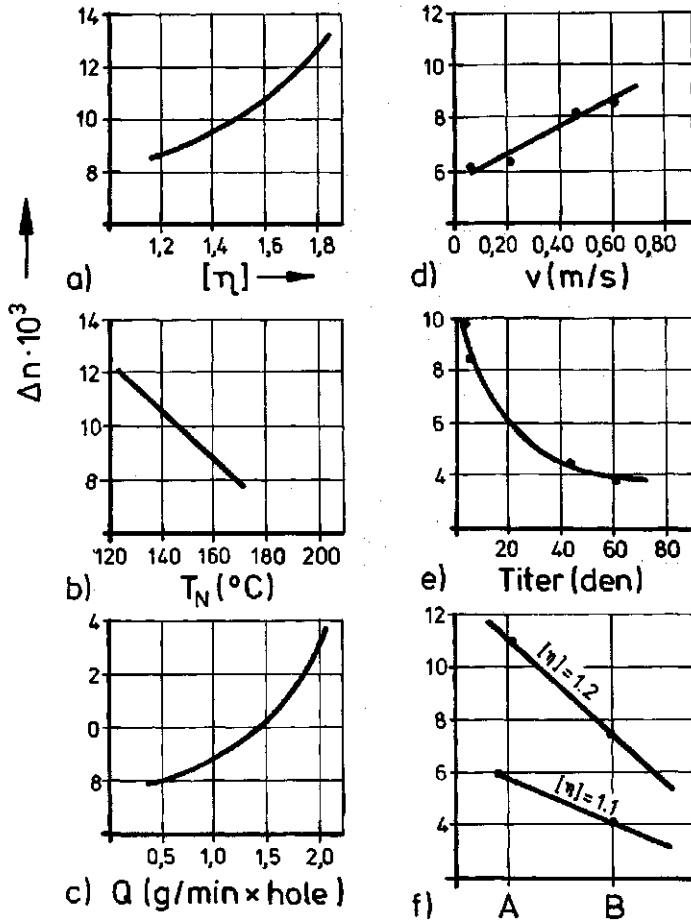 Δn·10³
14
12
10
8
1,2 1,4 1,6 1,8
a) [η]
14
12
10
8
120 140 160 180 200
b) T_N (°C)
4
2
0
8
0,5 1,0 1,5 2,0
c) Q (g/min × hole)
12
10
8
6
4
0 0,20 0,40 0,60 0,80
d) v (m/s)
10
8
6
4
2
20 40 60 80
e) Titer (den)
12
10
8
6
4
[η]=1.2
[η]=1.1
A B
f)